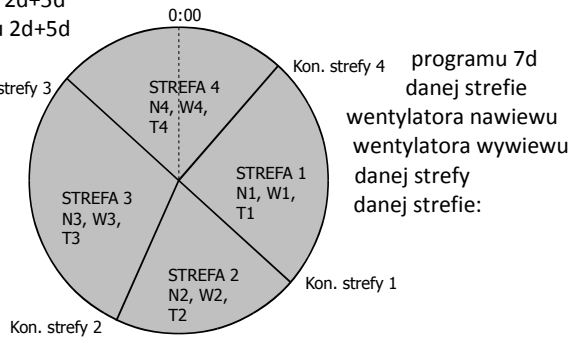 2d+5d
u 2d+5d
0:00
Kon. strefy 4
programu 7d
danej strefie
wentylatora nawiewu
wentylatora wywiewu
danej strefy
danej strefie:
strefy 3
STREFA 4
N4, W4,
T4
STREFA 1
N1, W1,
T1
STREFA 3
N3, W3,
T3
STREFA 2
N2, W2,
T2
Kon. strefy 1
Kon. strefy 2